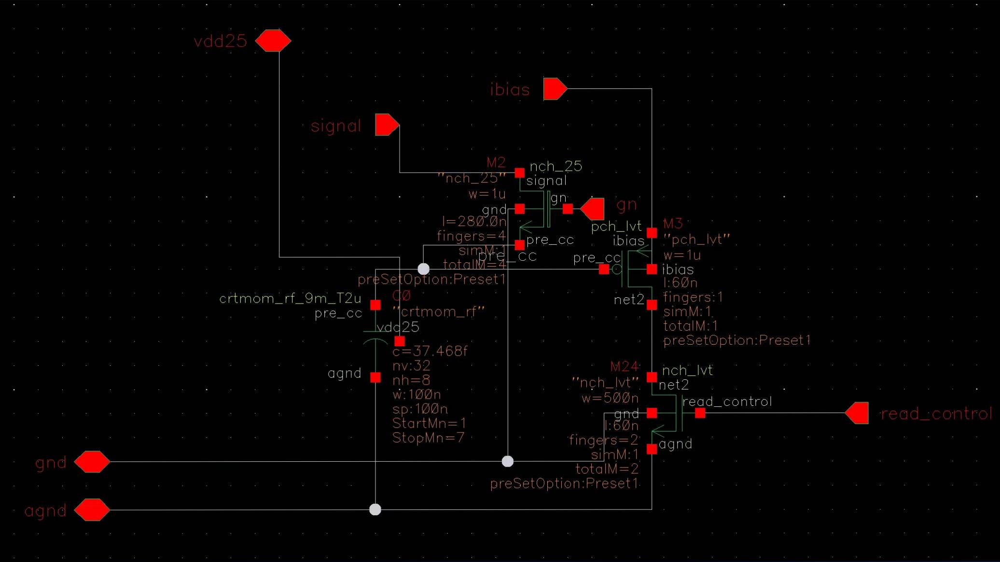 vdd25
ibias
signal
M2
nch_25
"nch_25"
signal
w=1u
gn
gn
gnd
l=280.0n
fingers=4
pre_cc
simM:1
pre_cc
totalM=4
preSetOption:Preset1
pch_lvt
M3
ibias
"pch_lvt"
w=1u
pre_cc
ibias
l:60n
fingers:1
net2
simM:1
totalM:1
preSetOption:Preset1
crtmom_rf_9m_T2u
C0
pre_cc
"crtmom_rf"
vdd25
c=37.468f
nv:32
agnd
nh=8
w:100n
sp:100n
StartMn=1
StopMn=7
M24
nch_lvt
"nch_lvt"
net2
w=500n
read_control
read_control
gnd
l:60n
fingers=2
agnd
simM:1
totalM=2
preSetOption:Preset1
gnd
agnd